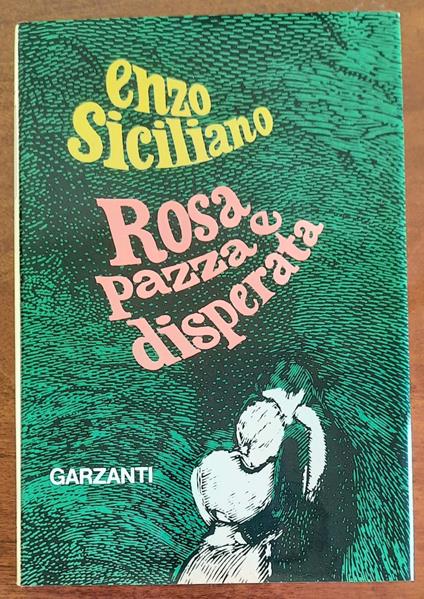 enzo
Siciliano
Rosa
pazza e
disperata
GARZANTI